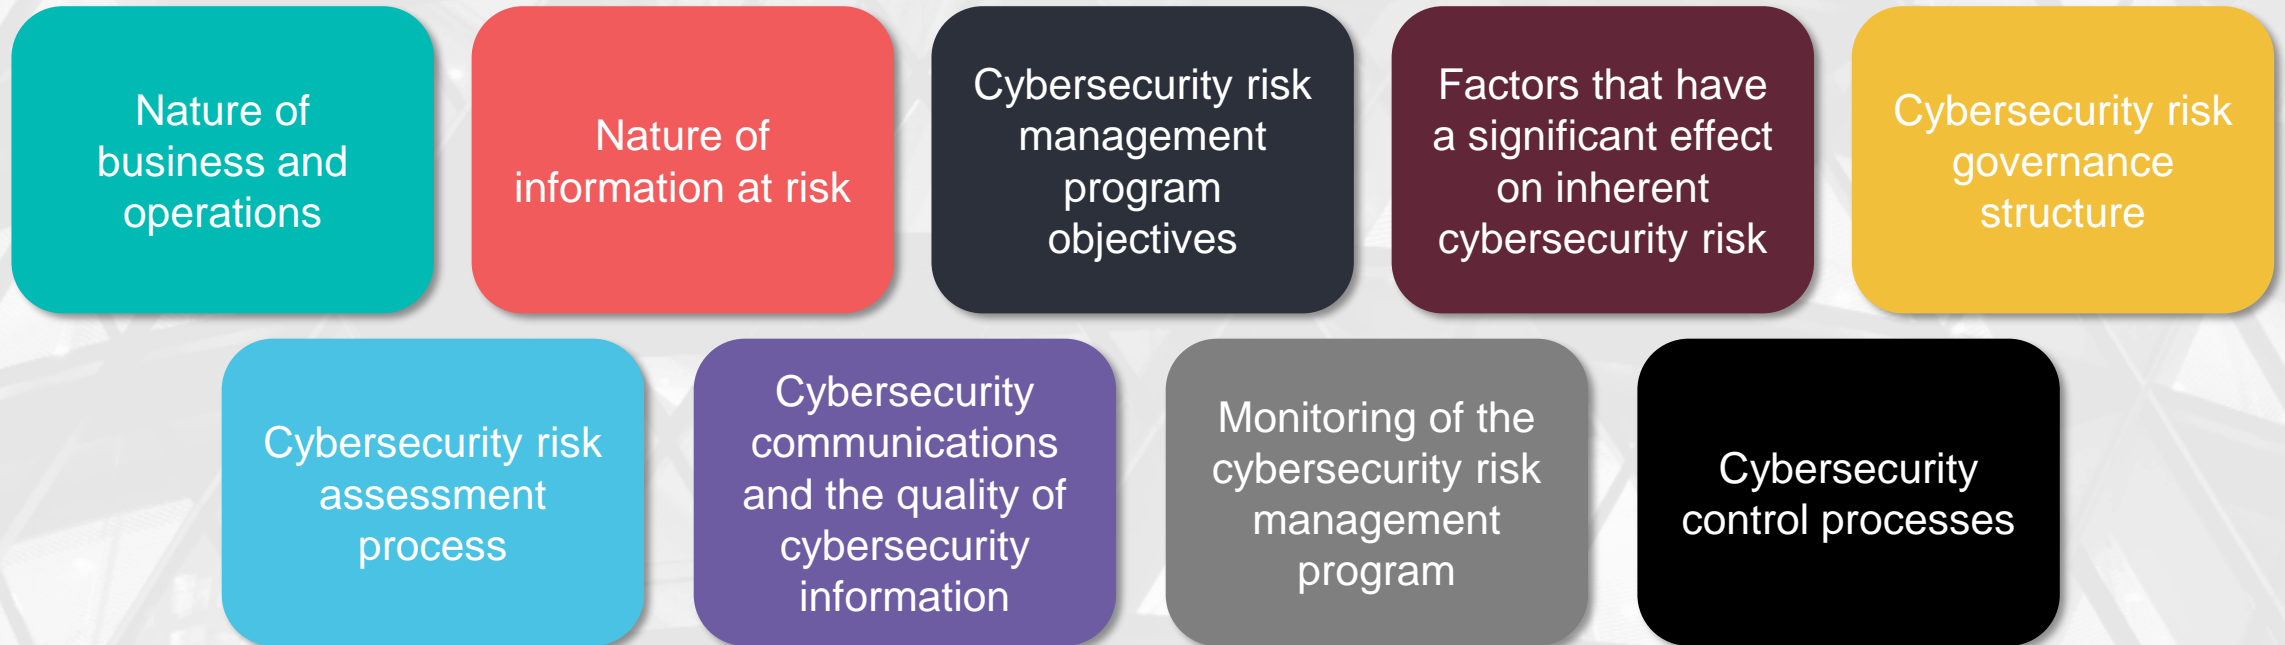 Nature of
business and
operations
Nature of
information at risk
Cybersecurity risk
management
program
objectives
Factors that have
a significant effect
on inherent
cybersecurity risk
Cybersecurity risk
governance
structure
Cybersecurity risk
assessment
process
Cybersecurity
communications
and the quality of
cybersecurity
information
Monitoring of the
cybersecurity risk
management
program
Cybersecurity
control processes